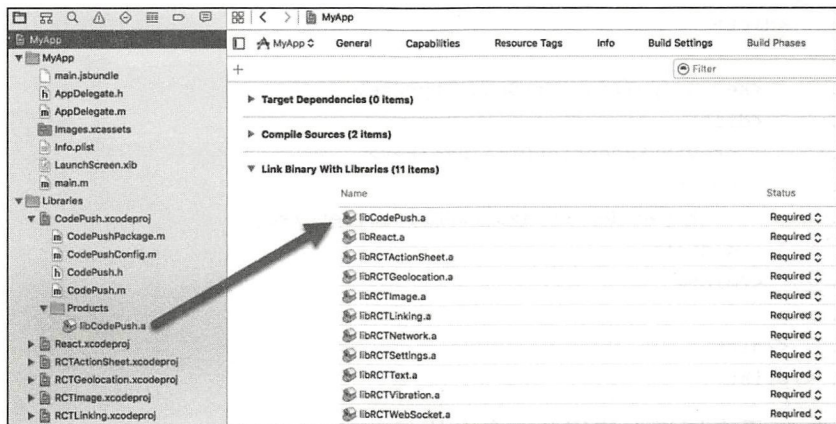 MyApp
MyApp
MyApp
General
Capabilities
Resource Tags
Info
Build Settings
Build Phases
Filter
MyApp
main.jsbundle
h AppDelegate.h
m AppDelegate.m
Images.xcassets
Info.plist
LaunchScreen.xib
m main.m
Libraries
CodePush.xcodeproj
m CodePushPackage.m
m CodePushConfig.m
h CodePush.h
m CodePush.m
Products
libCodePush.a
React.xcodeproj
RCTActionSheet.xcodeproj
RCTGeolocation.xcodeproj
RCTImage.xcodeproj
RCTLinking.xcodeproj
Target Dependencies (0 items)
Compile Sources (2 items)
Link Binary With Libraries (11 items)
Name Status
libCodePush.a Required
libReact.a Required
libRCTActionSheet.a Required
libRCTGeolocation.a Required
libRCTImage.a Required
libRCTLinking.a Required
libRCTNetwork.a Required
libRCTSettings.a Required
libRCTText.a Required
libRCTVibration.a Required
libRCTWebSocket.a Required